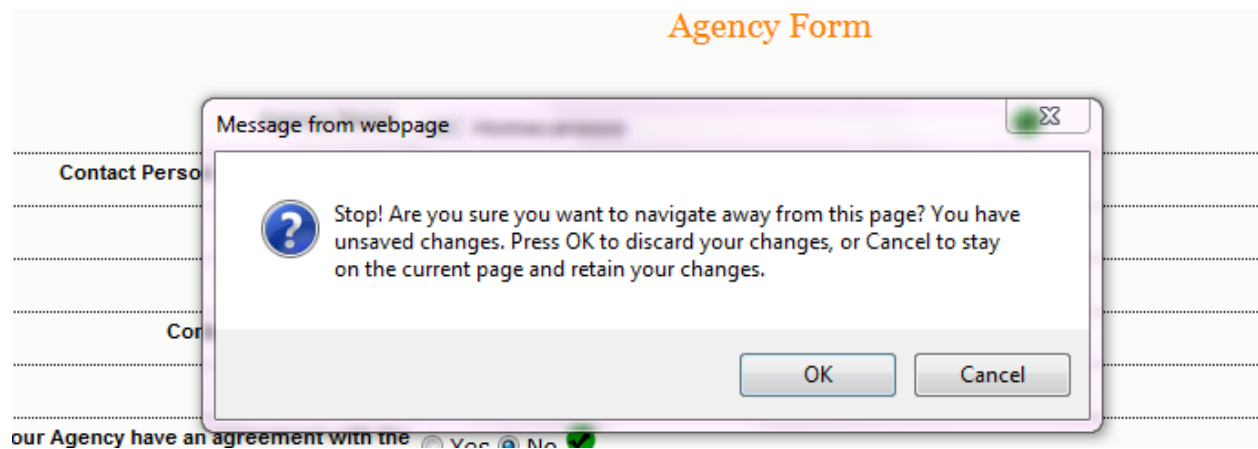 Agency Form
Message from webpage
Contact Perso
Stop! Are you sure you want to navigate away from this page? You have
unsaved changes. Press OK to discard your changes, or Cancel to stay
on the current page and retain your changes.
Cor
OK Cancel
our Agency have an agreement with the Yes No